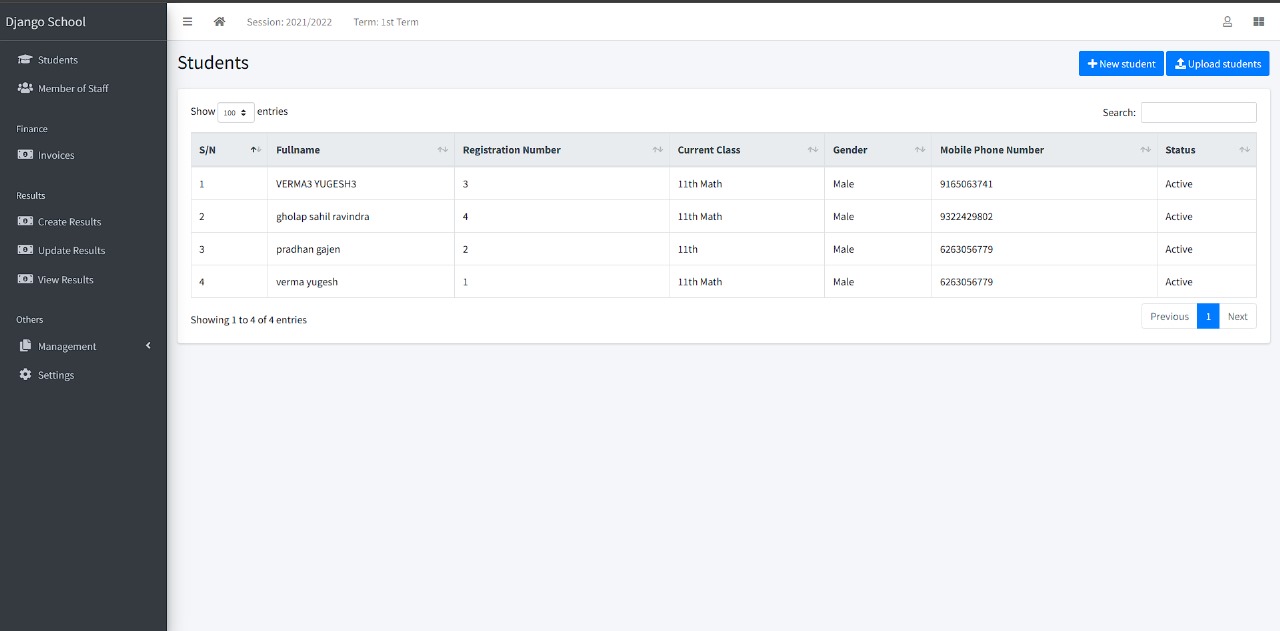 Django School
Session: 2021/2022 Term: 1st Term
Students
Member of Staff
Finance
Invoices
Results
Create Results
Update Results
View Results
Others
Management
Settings
Students
New student Upload students
Show 100 entries Search:
S/N Fullname Registration Number Current Class Gender Mobile Phone Number Status
1 VERMA3 YUGESH3 3 11th Math Male 9165063741 Active
2 gholap sahil ravindra 4 11th Math Male 9322429802 Active
3 pradhan gajen 2 11th Male 6263056779 Active
4 verma yugesh 1 11th Math Male 6263056779 Active
Showing 1 to 4 of 4 entries Previous 1 Next